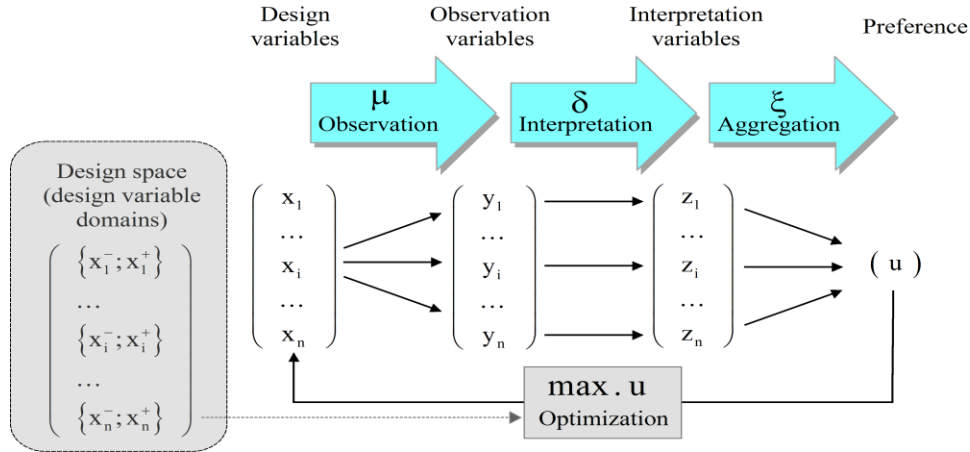 Design
variables
Observation
variables
Interpretation
variables
Preference
μ
Observation
δ
Interpretation
ξ
Aggregation
Design space
(design variable
domains)
{x₁⁻;x₁⁺}
...
{xᵢ⁻;xᵢ⁺}
...
{xₙ⁻;xₙ⁺}
x₁
...
xᵢ
...
xₙ
y₁
...
yᵢ
...
yₙ
z₁
...
zᵢ
...
zₙ
( u )
max. u
Optimization